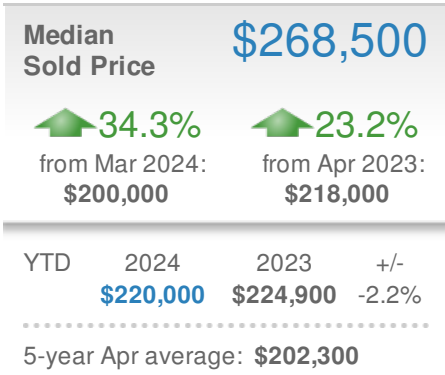 Median
Sold Price
$268,500
34.3%
from Mar 2024:
$200,000
23.2%
from Apr 2023:
$218,000
YTD 2024 2023 +/-
$220,000 $224,900 -2.2%
5-year Apr average: $202,300